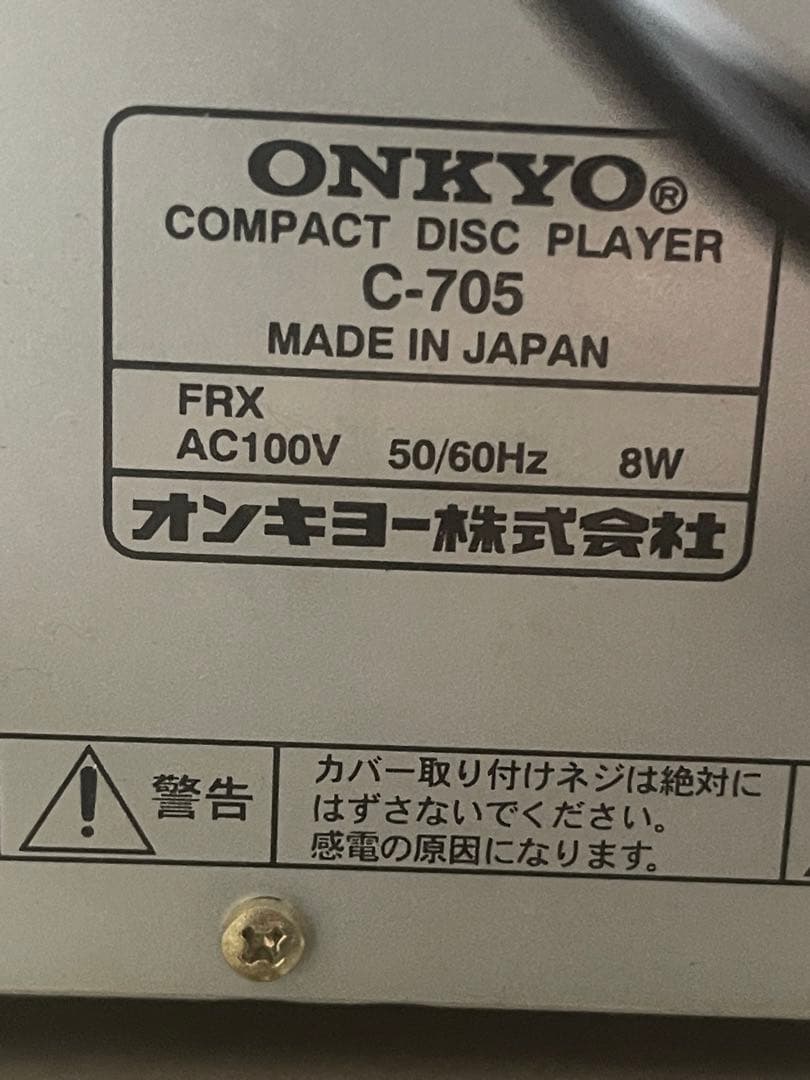 ONKYO®
COMPACT DISC PLAYER
C-705
MADE IN JAPAN
FRX
AC100V 50/60Hz 8W
オンキヨー株式会社
警告
カバー取り付けネジは絶対に
はずさないでください。
感電の原因になります。